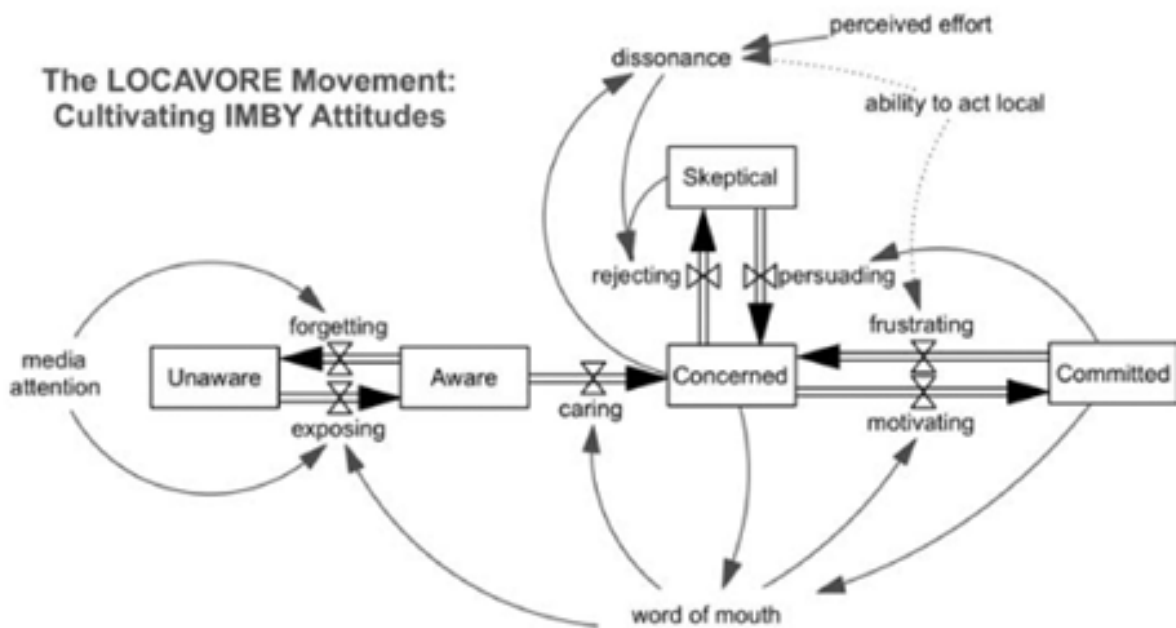 perceived effort
dissonance
The LOCAVORE Movement:
Cultivating IMBY Attitudes
ability to act local
Skeptical
rejecting
persuading
forgetting
frustrating
media
attention
Unaware
Aware
Concerned
Committed
caring
exposing
motivating
word of mouth